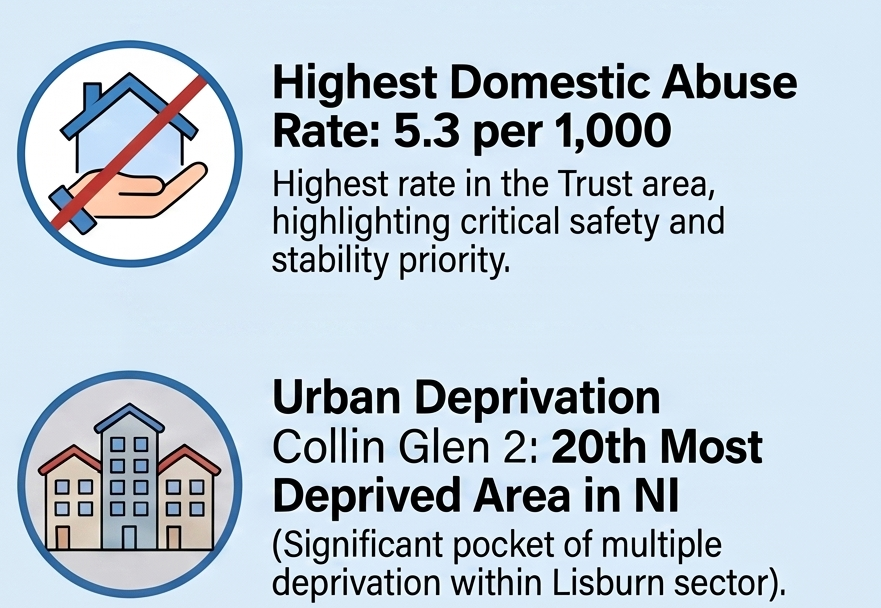 Highest Domestic Abuse
Rate: 5.3 per 1,000
Highest rate in the Trust area,
highlighting critical safety and
stability priority.
Urban Deprivation
Collin Glen 2: 20th Most
Deprived Area in NI
(Significant pocket of multiple
deprivation within Lisburn sector).